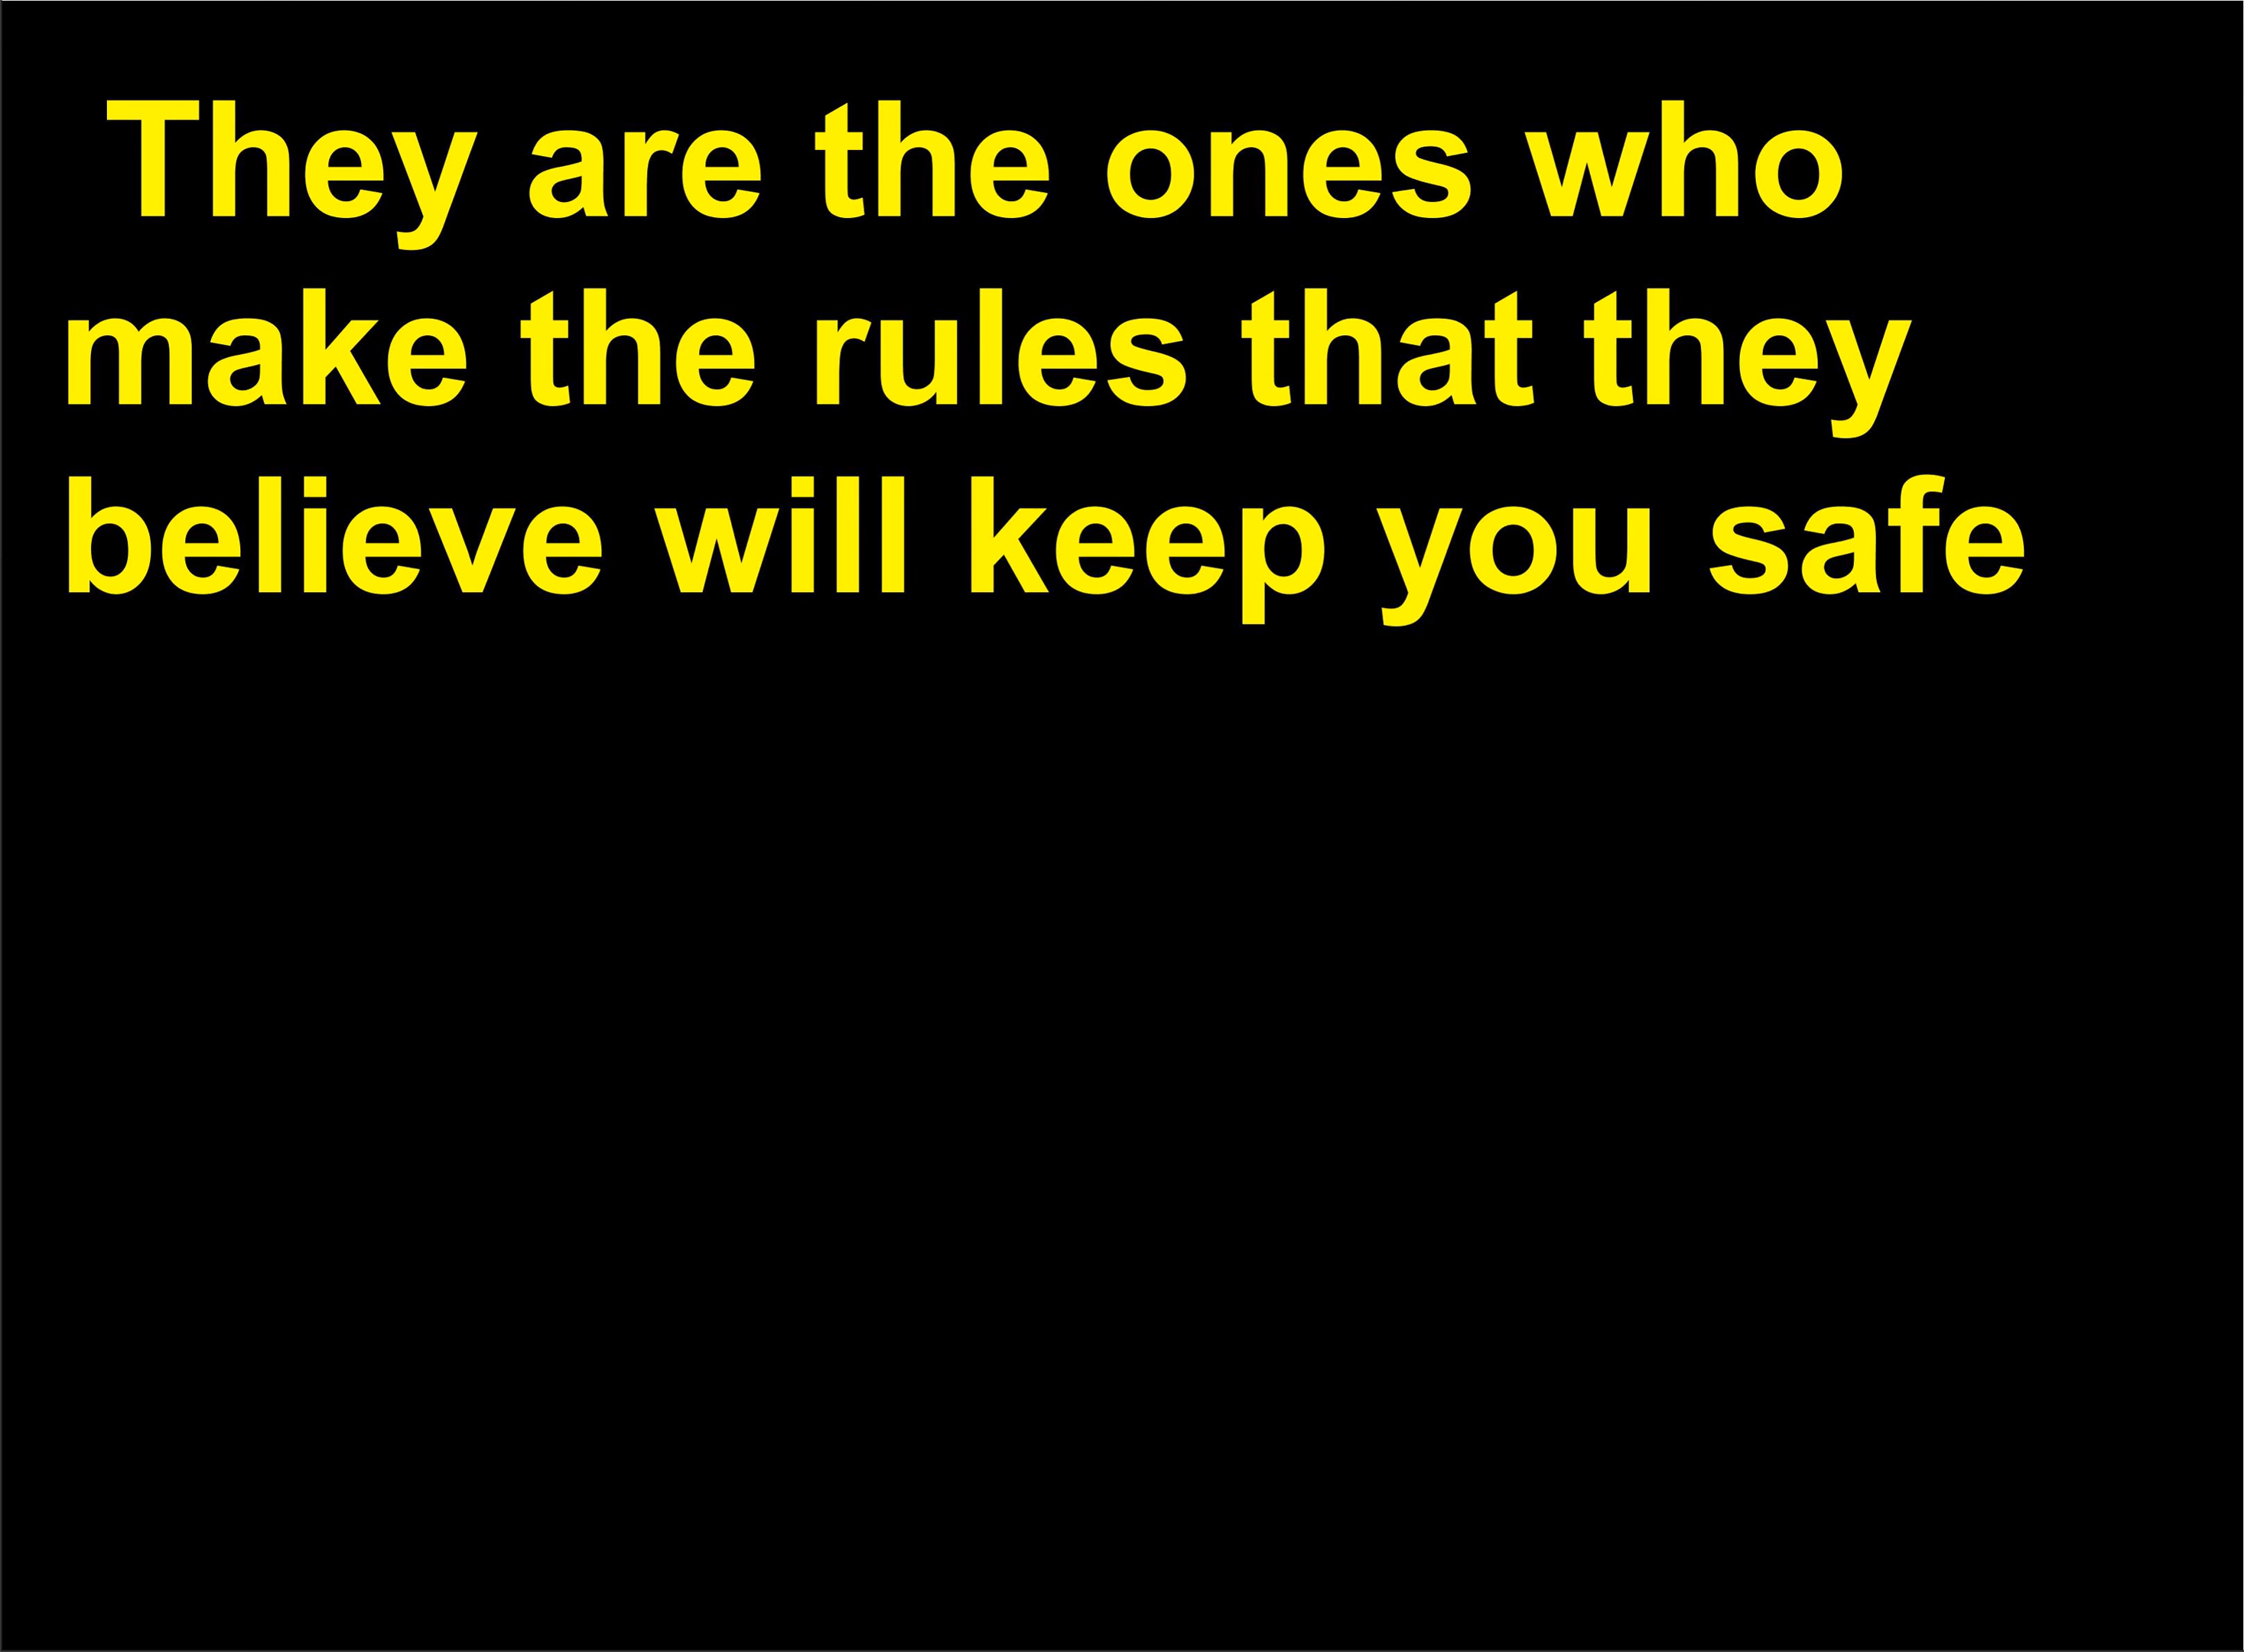 They are the ones who
make the rules that they
believe will keep you safe